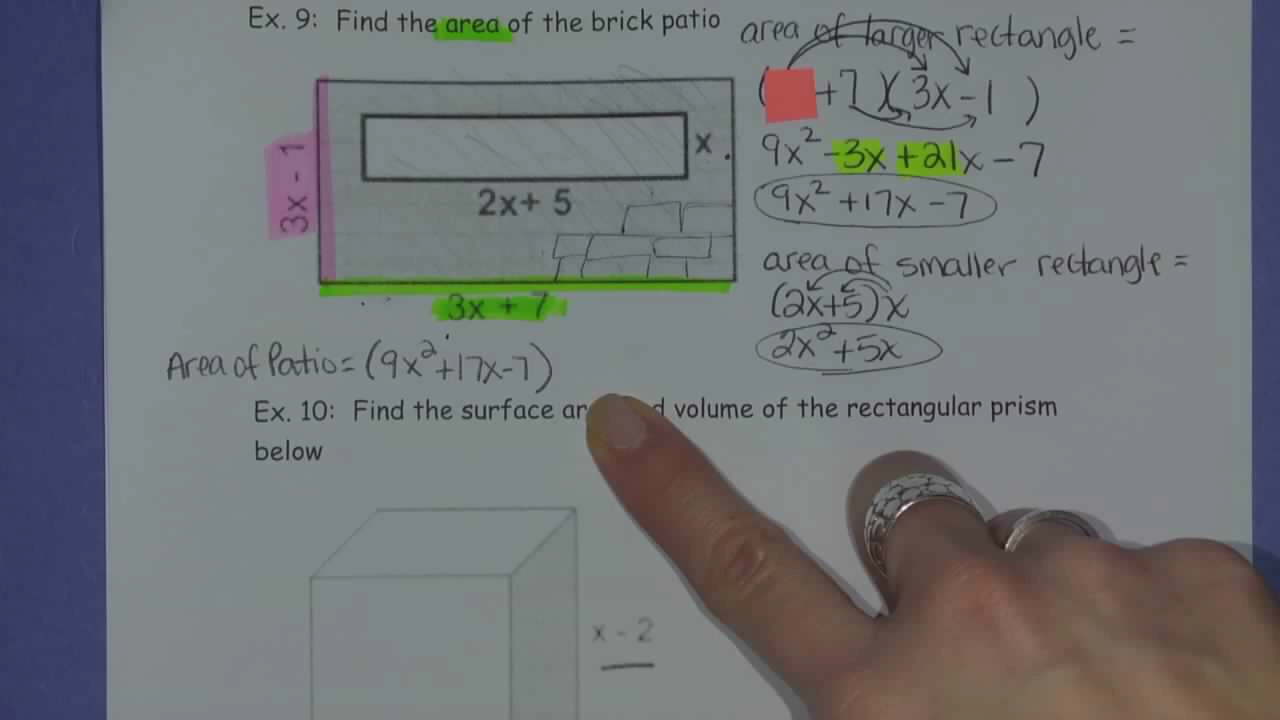 Ex. 9: Find the area of the brick patio
area of larger rectangle =
( +7)(3x-1)
9x²-3x+21x-7
9x²+17x-7
3x - 1
x .
2x+ 5
3x + 7
area of smaller rectangle =
(2x+5)x
2x²+5x
Area of Patio= (9x²+17x-7)
Ex. 10: Find the surface volume of the rectangular prism
below
x - 2